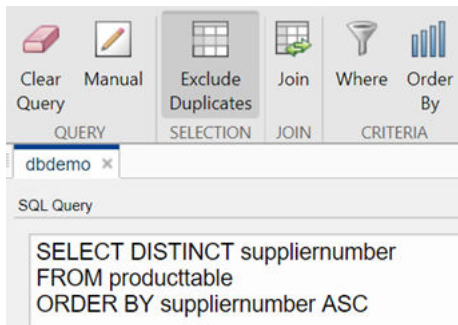 Clear Query
Manual
Exclude Duplicates
Join
Where
Order By
QUERY
SELECTION
JOIN
CRITERIA
dbdemo ×
SQL Query
SELECT DISTINCT suppliernumber
FROM producttable
ORDER BY suppliernumber ASC